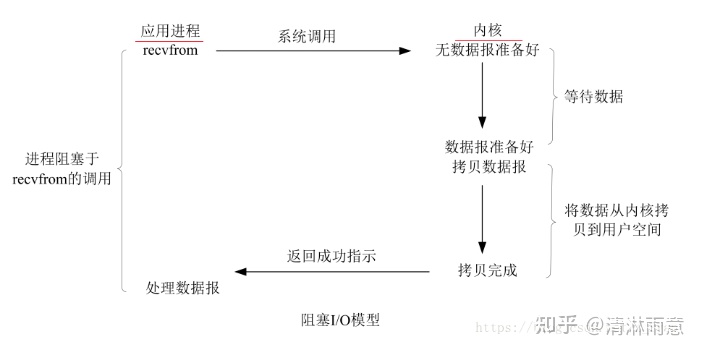 应用进程
recvfrom
系统调用
内核
无数据报准备好
等待数据
数据报准备好
拷贝数据报
进程阻塞于
recvfrom的调用
将数据从内核拷
贝到用户空间
返回成功指示
拷贝完成
处理数据报
阻塞I/O模型
知乎 @清淋雨意